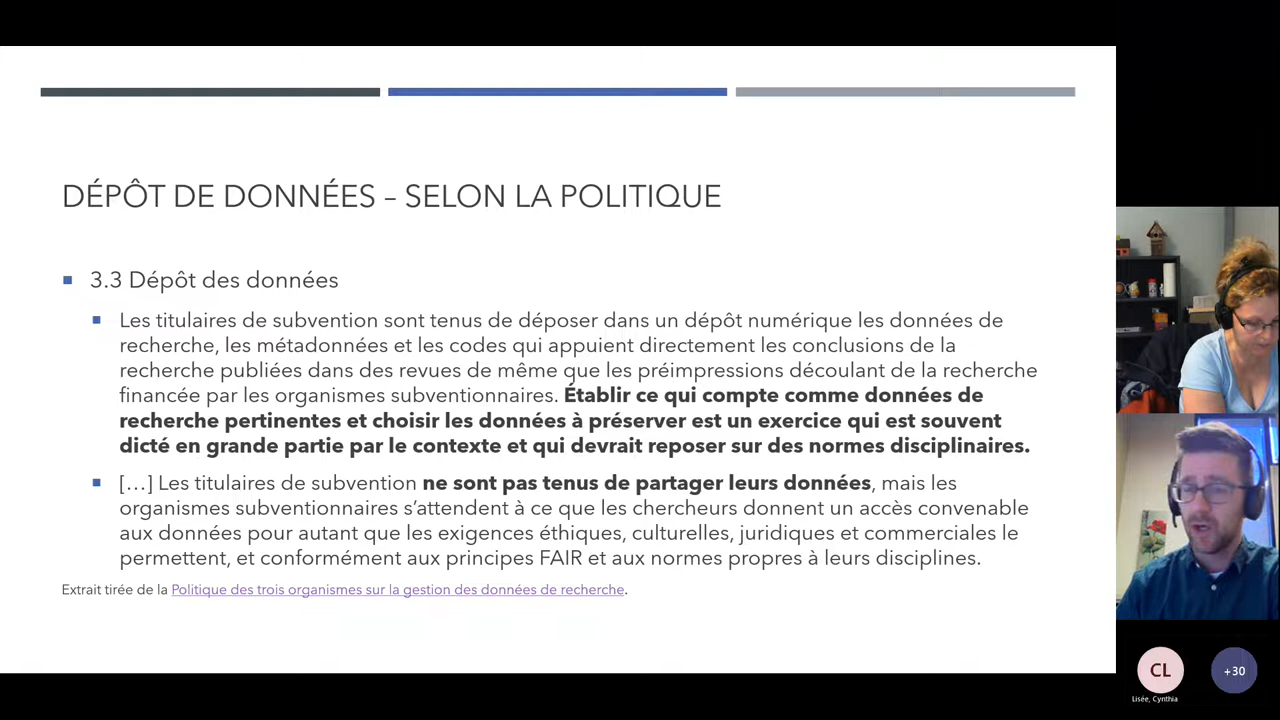 DÉPÔT DE DONNÉES – SELON LA POLITIQUE
3.3 Dépôt des données
Les titulaires de subvention sont tenus de déposer dans un dépôt numérique les données de
recherche, les métadonnées et les codes qui appuient directement les conclusions de la
recherche publiées dans des revues de même que les préimpressions découlant de la recherche
financée par les organismes subventionnaires. Établir ce qui compte comme données de
recherche pertinentes et choisir les données à préserver est un exercice qui est souvent
dicté en grande partie par le contexte et qui devrait reposer sur des normes disciplinaires.
[…] Les titulaires de subvention ne sont pas tenus de partager leurs données, mais les
organismes subventionnaires s’attendent à ce que les chercheurs donnent un accès convenable
aux données pour autant que les exigences éthiques, culturelles, juridiques et commerciales le
permettent, et conformément aux principes FAIR et aux normes propres à leurs disciplines.
Extrait tirée de la Politique des trois organismes sur la gestion des données de recherche.
CL
+30
Lisée, Cynthia